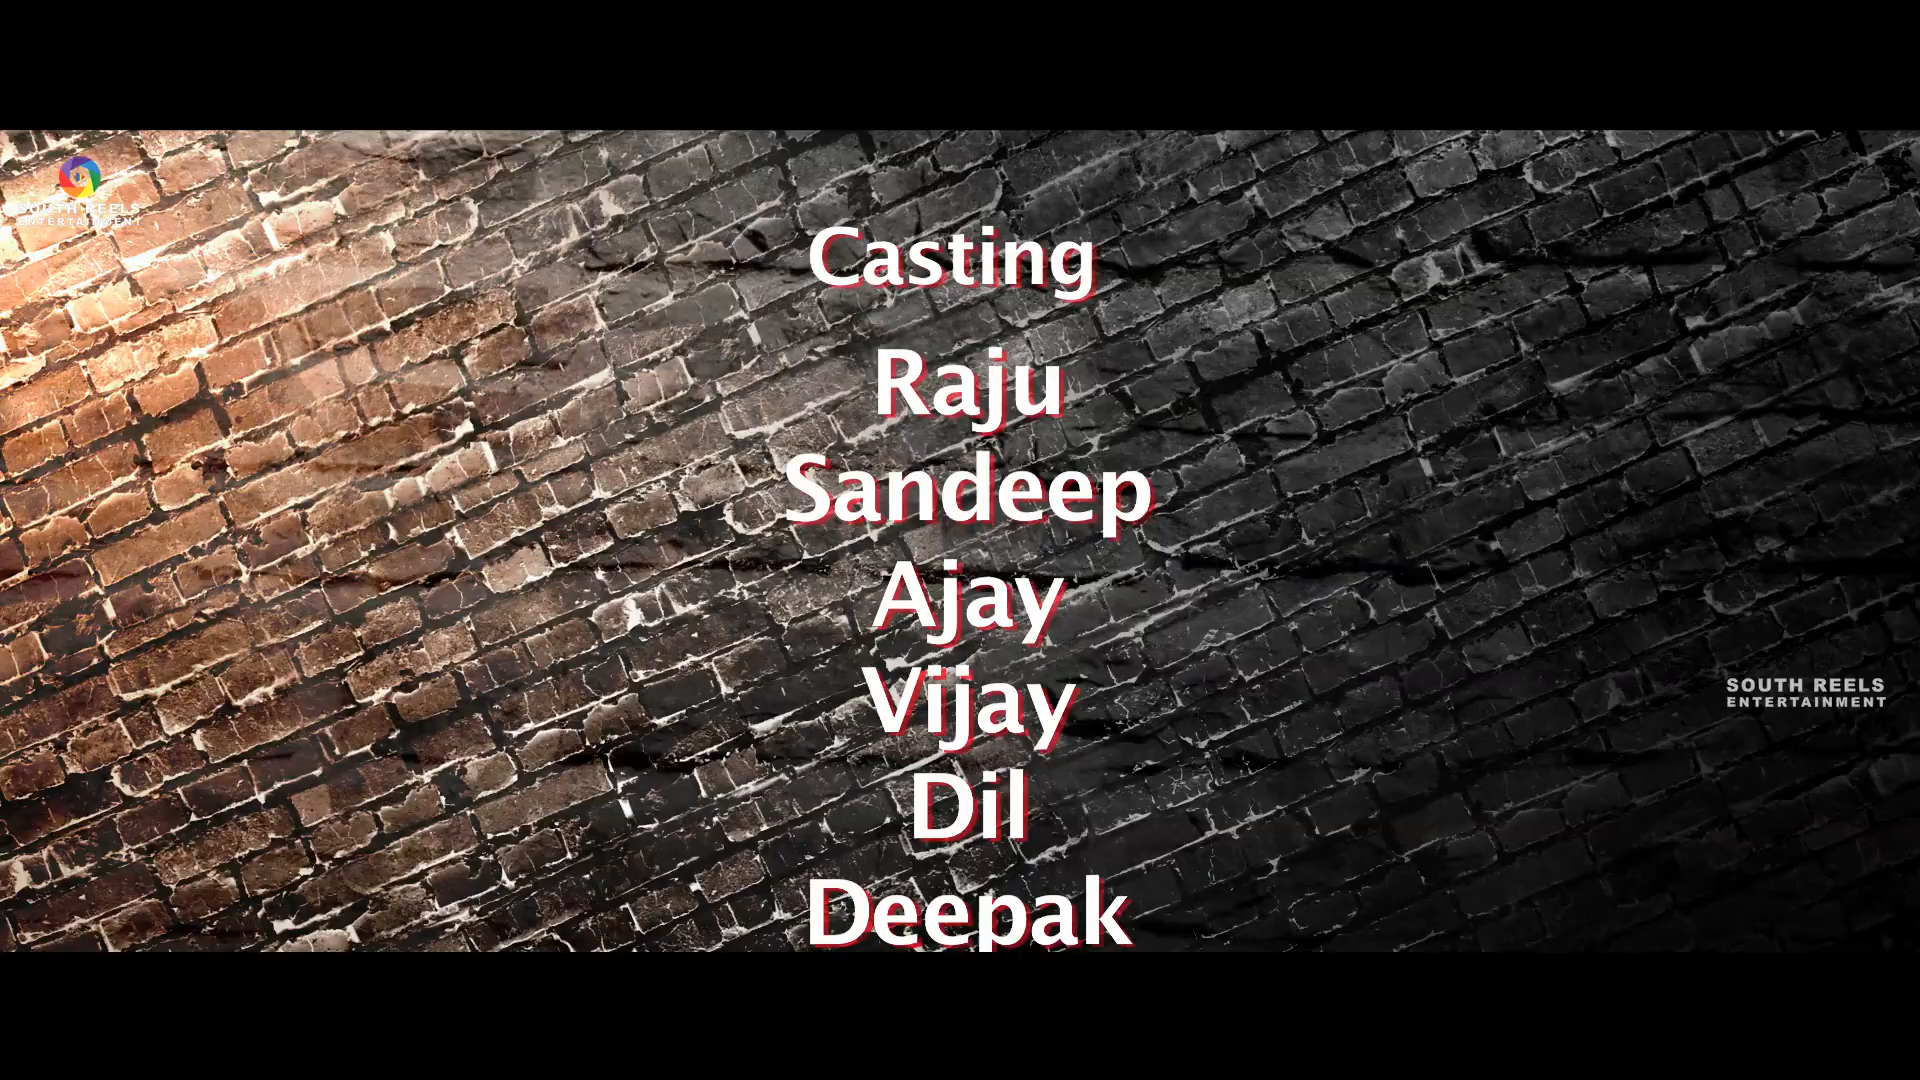 SOUTH REELS
ENTERTAINMENT
Casting
Raju
Sandeep
Ajay
Vijay
Dil
Deepak
SOUTH REELS
ENTERTAINMENT